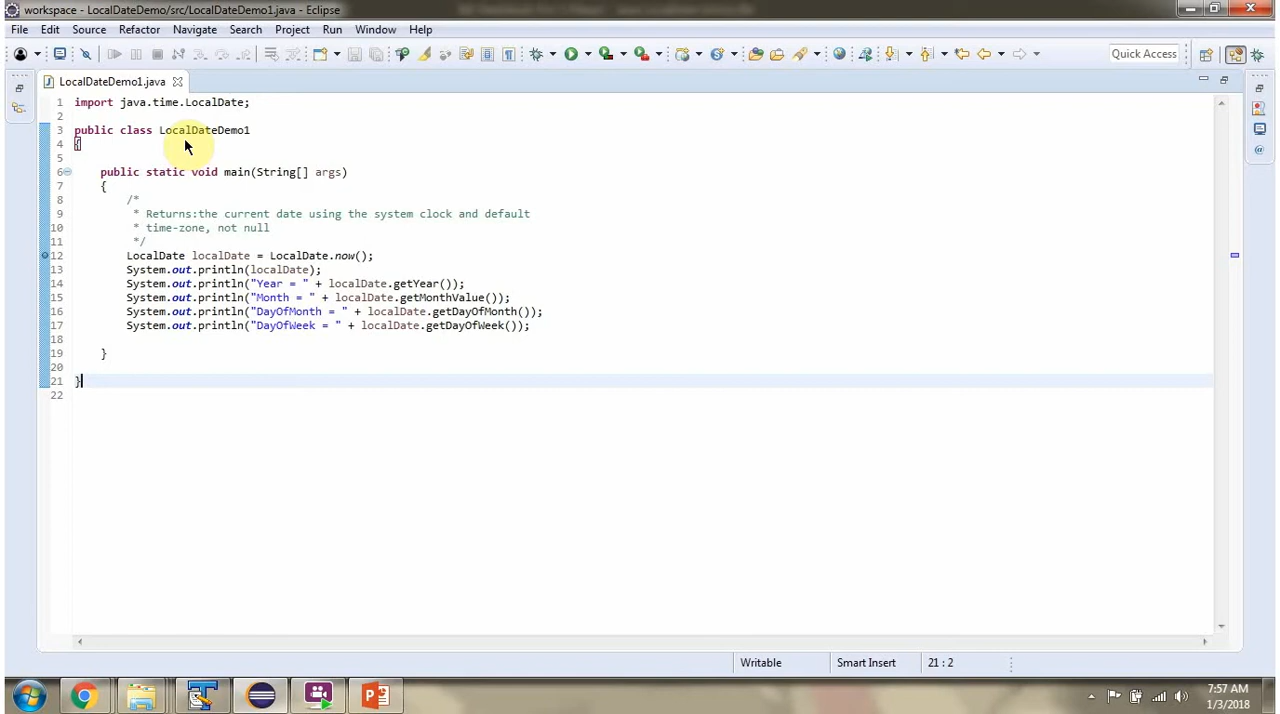 workspace - LocalDateDemo/src/LocalDateDemo1.java - Eclipse
File Edit Source Refactor Navigate Search Project Run Window Help
Quick Access
LocalDateDemo1.java
1 import java.time.LocalDate;
2
3 public class LocalDateDemo1
4 {
5
6 public static void main(String[] args)
7 {
8 /*
9 * Returns:the current date using the system clock and default
10 * time-zone, not null
11 */
12 LocalDate localDate = LocalDate.now();
13 System.out.println(localDate);
14 System.out.println("Year = " + localDate.getYear());
15 System.out.println("Month = " + localDate.getMonthValue());
16 System.out.println("DayOfMonth = " + localDate.getDayOfMonth());
17 System.out.println("DayOfWeek = " + localDate.getDayOfWeek());
18
19 }
20
21 }
22
Writable Smart Insert 21 : 2
7:57 AM
1/3/2018